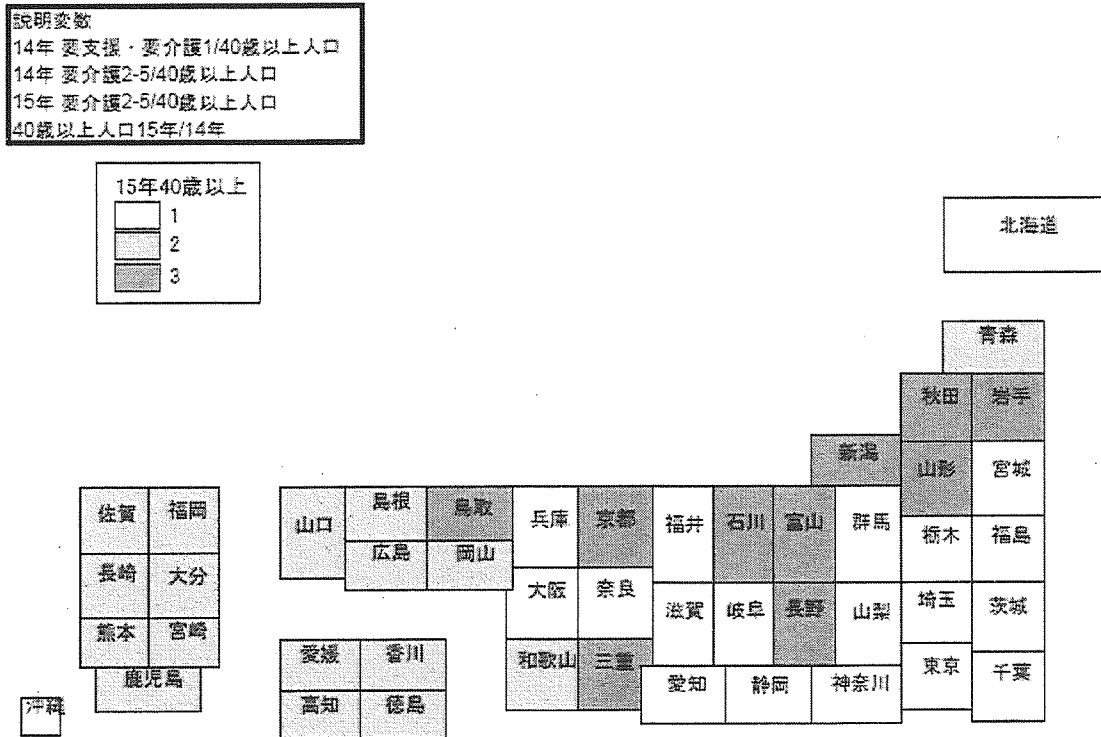 説明変数
14年 要支援・要介護1/40歳以上人口
14年 要介護2-5/40歳以上人口
15年 要介護2-5/40歳以上人口
40歳以上人口15年/14年
15年40歳以上
1
2
3
北海道
青森
秋田 岩手
新潟 山形 宮城
佐賀 福岡 山口 島根 鳥取 兵庫 京都 福井 石川 富山 群馬 栃木 福島
広島 岡山
長崎 大分 大阪 奈良 滋賀 岐阜 長野 山梨 埼玉 茨城
熊本 宮崎 愛媛 香川 和歌山 三重 東京 千葉
鹿児島 愛知 静岡 神奈川
沖縄 高知 徳島